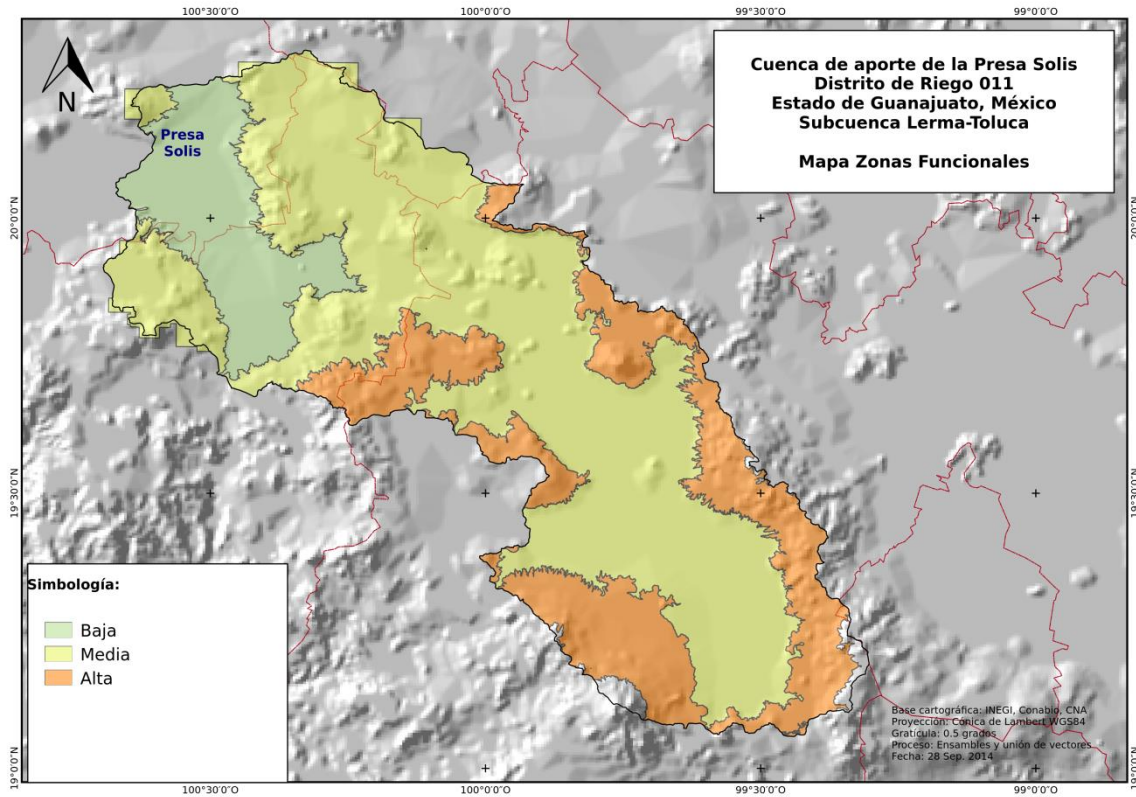 100°30'0"O
100°0'0"O
99°30'0"O
99°0'0"O
Cuenca de aporte de la Presa Solis
Distrito de Riego 011
Estado de Guanajuato, México
Subcuenca Lerma-Toluca
Mapa Zonas Funcionales
N
Presa
Solis
20°0'0"N
20°0'0"N
19°30'0"N
19°30'0"N
19°0'0"N
19°0'0"N
Simbología:
Baja
Media
Alta
Base cartográfica: INEGI, Conabio, CNA
Proyección: Cónica de Lambert WGS84
Gratícula: 0.5 grados
Proceso: Ensambles y unión de vectores
Fecha: 28 Sep. 2014
100°30'0"O
100°0'0"O
99°30'0"O
99°0'0"O